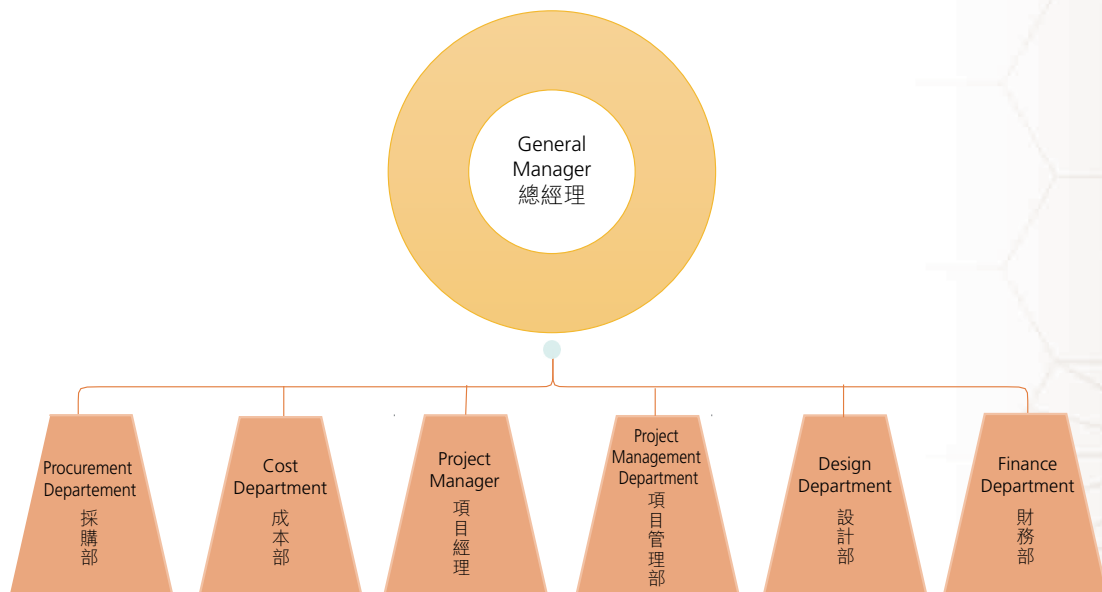 General
Manager
總經理
Procurement
Departement
採購部
Cost
Department
成本部
Project
Manager
項目經理
Project
Management
Department
項目管理部
Design
Department
設計部
Finance
Department
財務部